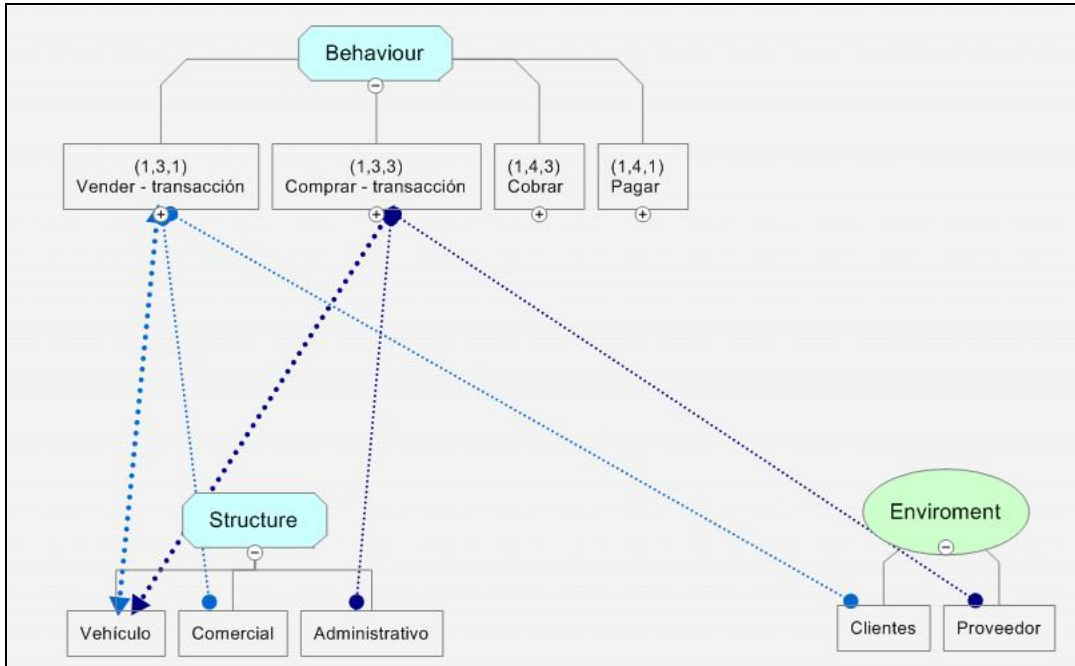 Behaviour
(1,3,1)
Vender - transacción
(1,3,3)
Comprar - transacción
(1,4,3)
Cobrar
(1,4,1)
Pagar
Structure
Enviroment
Vehículo
Comercial
Administrativo
Clientes
Proveedor